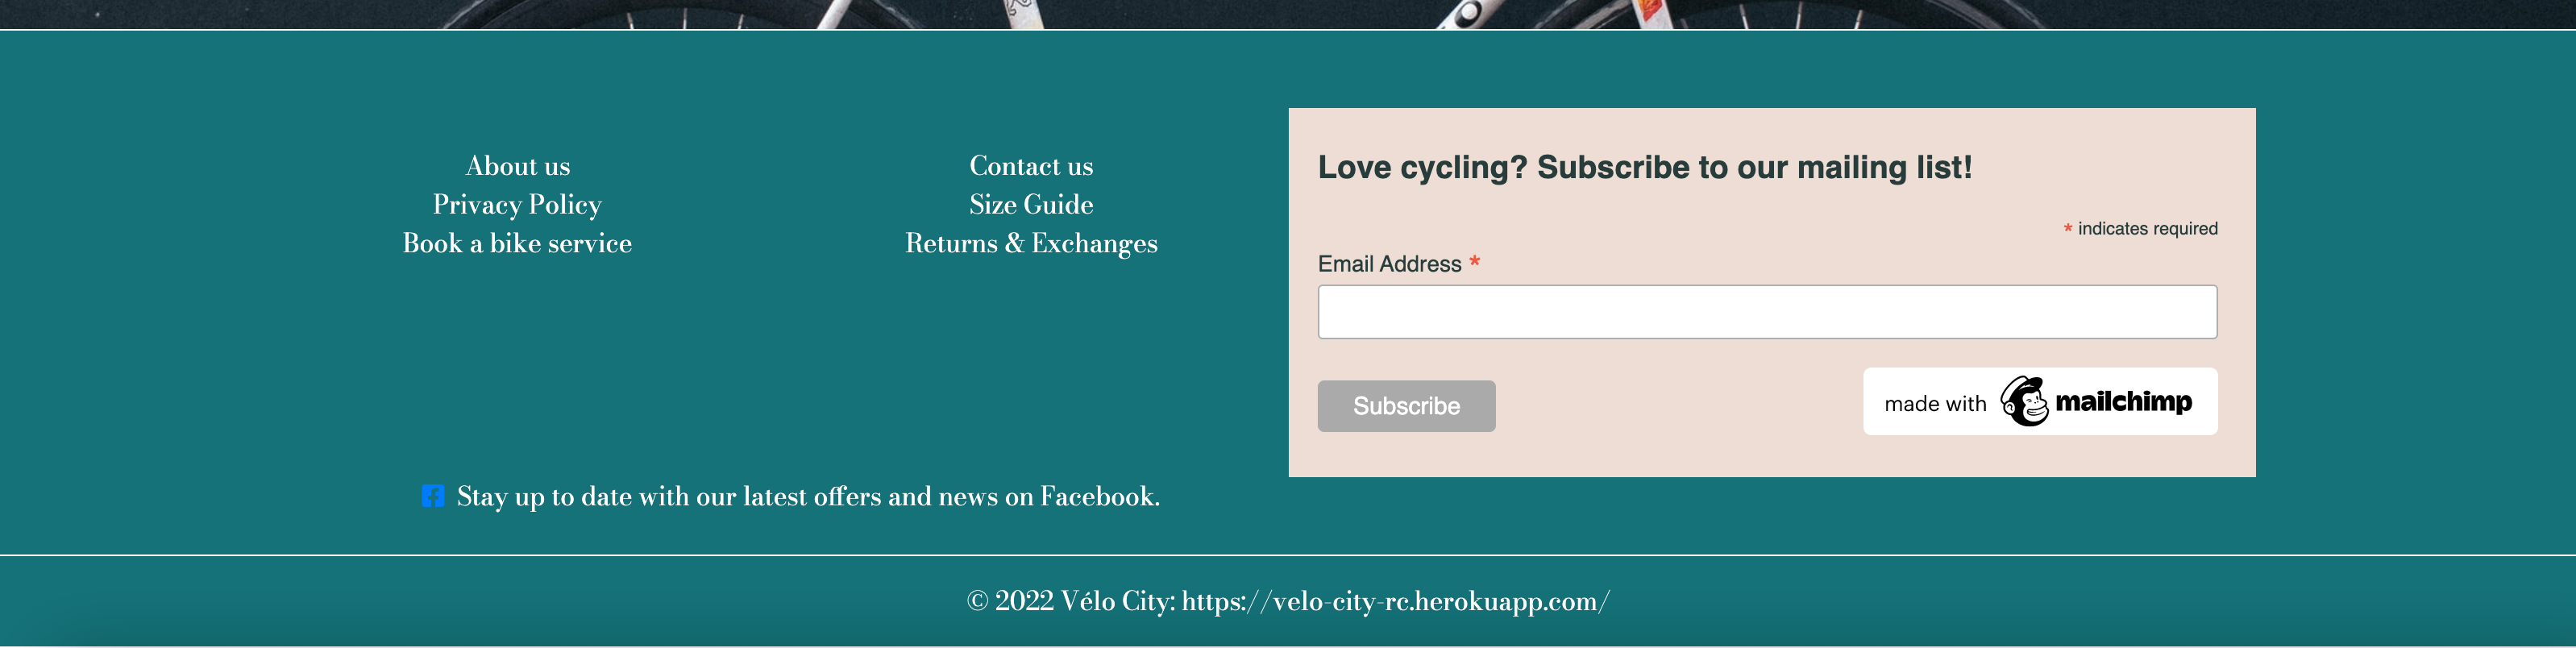 About us
Privacy Policy
Book a bike service
Contact us
Size Guide
Returns & Exchanges
Stay up to date with our latest offers and news on Facebook.
Love cycling? Subscribe to our mailing list!
* indicates required
Email Address *
Subscribe
made with mailchimp
© 2022 Vélo City: https://velo-city-rc.herokuapp.com/